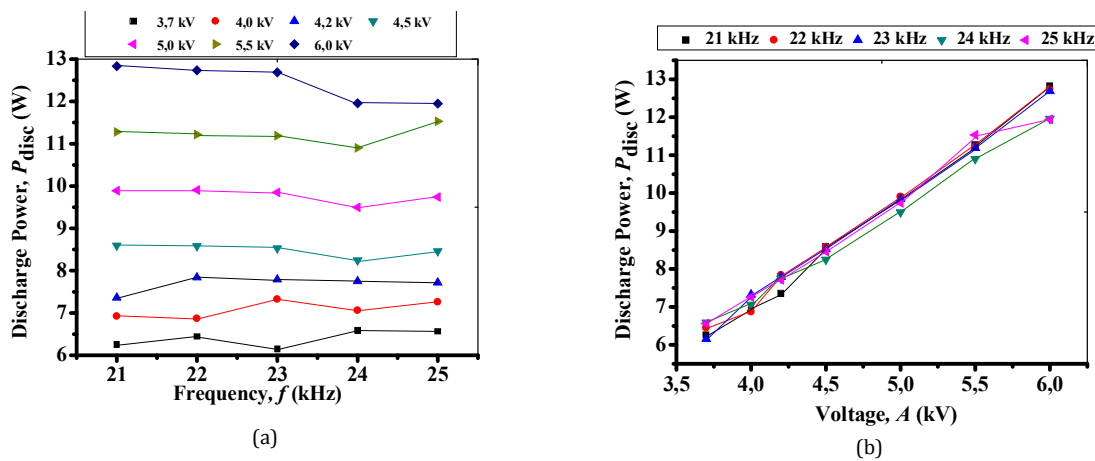 3,7 kV 4,0 kV 4,2 kV 4,5 kV
5,0 kV 5,5 kV 6,0 kV
13
12
11
10
9
8
7
6
Discharge Power, P disc (W)
21 22 23 24 25
Frequency, f (kHz)
(a)
21 kHz 22 kHz 23 kHz 24 kHz 25 kHz
13
12
11
10
9
8
7
6
Discharge Power, P disc (W)
3,5 4,0 4,5 5,0 5,5 6,0
Voltage, A (kV)
(b)